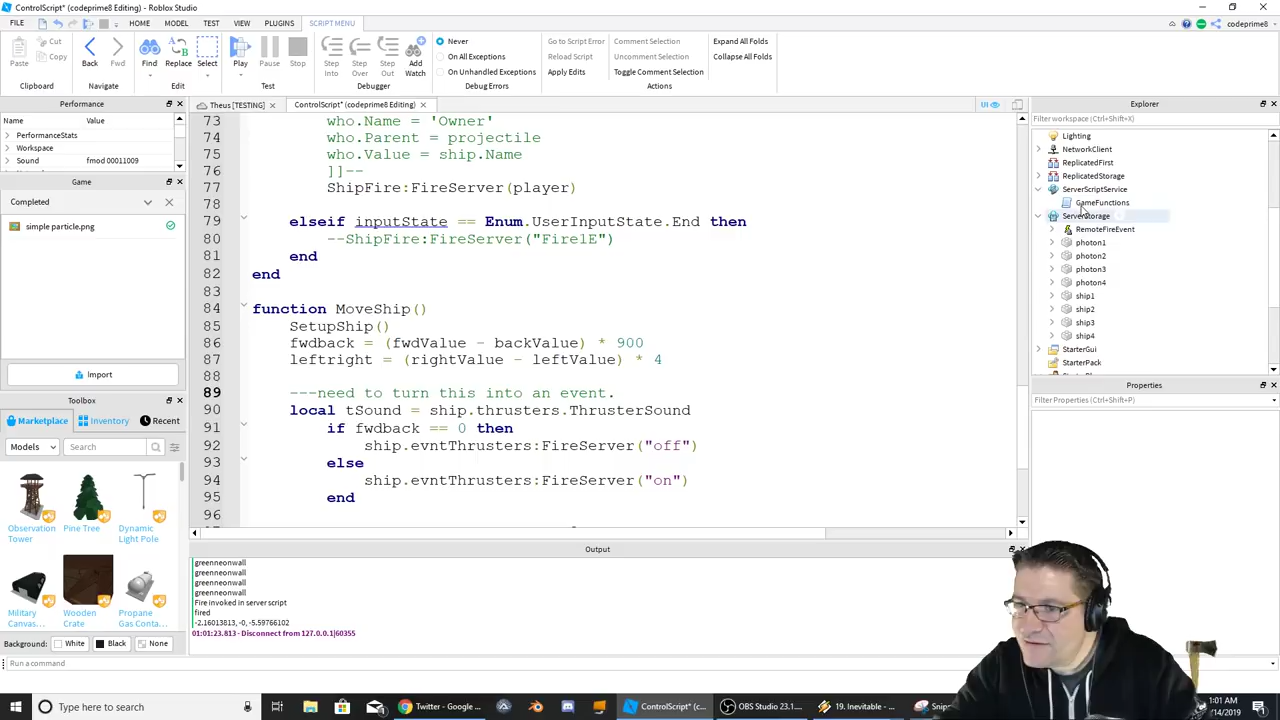 ControlScript* (codeprime8 Editing) - Roblox Studio
FILE HOME MODEL TEST VIEW PLUGINS SCRIPT MENU codeprime8
Paste Cut Copy Back Fwd Find Replace Select Play Pause Stop Step Into Step Over Step Out Add Watch
Never
On All Exceptions
On Unhandled Exceptions
Go to Script Error
Reload Script
Apply Edits
Comment Selection
Uncomment Selection
Toggle Comment Selection
Expand All Folds
Collapse All Folds
Clipboard Navigate Edit Test Debugger Debug Errors Actions
Performance
Name Value
PerformanceStats
Workspace
Sound fmod 00011009
Game
Completed
simple particle.png
Import
Toolbox
Marketplace Inventory Recent
Models Search
Observation Tower
Pine Tree
Dynamic Light Pole
Military Canvas...
Wooden Crate
Propane Gas Conta...
Background: White Black None
Theus [TESTING] ControlScript* (codeprime8 Editing) UI
73 who.Name = 'Owner'
74 who.Parent = projectile
75 who.Value = ship.Name
76 ]]--
77 ShipFire:FireServer(player)
78
79 elseif inputState == Enum.UserInputState.End then
80 --ShipFire:FireServer("Fire1E")
81 end
82 end
83
84 function MoveShip()
85 SetupShip()
86 fwdback = (fwdValue - backValue) * 900
87 leftright = (rightValue - leftValue) * 4
88
89 ---need to turn this into an event.
90 local tSound = ship.thrusters.ThrusterSound
91 if fwdback == 0 then
92 ship.evntThrusters:FireServer("off")
93 else
94 ship.evntThrusters:FireServer("on")
95 end
96
Output
greenneonwall
greenneonwall
greenneonwall
greenneonwall
Fire invoked in server script
fired
-2.16013813, -0, -5.59766102
01:01:23.813 - Disconnect from 127.0.0.1|60355
Run a command
Explorer
Filter workspace (Ctrl+Shift+X)
Lighting
NetworkClient
ReplicatedFirst
ReplicatedStorage
ServerScriptService
GameFunctions
ServerStorage
RemoteFireEvent
photon1
photon2
photon3
photon4
ship1
ship2
ship3
ship4
StarterGui
StarterPack
Properties
Filter Properties (Ctrl+Shift+P)
Type here to search
Twitter - Google ...
ControlScript* (c...
OBS Studio 23.1....
19. Inevitable - ...
1:01 AM